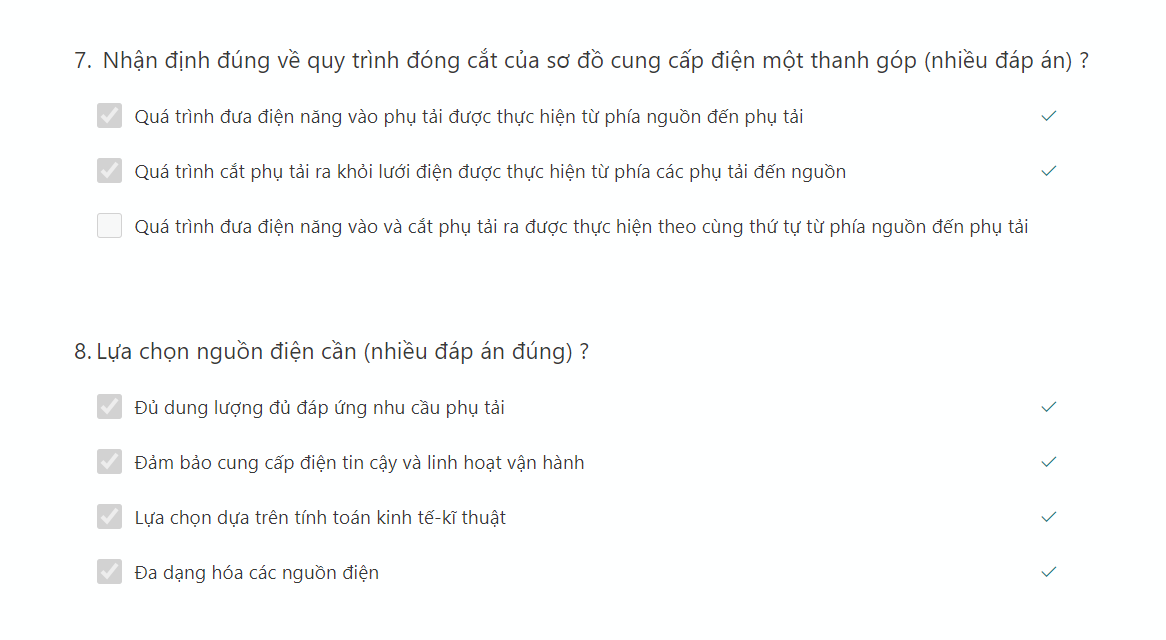 7. Nhận định đúng về quy trình đóng cắt của sơ đồ cung cấp điện một thanh góp (nhiều đáp án) ?
Quá trình đưa điện năng vào phụ tải được thực hiện từ phía nguồn đến phụ tải
Quá trình cắt phụ tải ra khỏi lưới điện được thực hiện từ phía các phụ tải đến nguồn
Quá trình đưa điện năng vào và cắt phụ tải ra được thực hiện theo cùng thứ tự từ phía nguồn đến phụ tải
8. Lựa chọn nguồn điện cần (nhiều đáp án đúng) ?
Đủ dung lượng đủ đáp ứng nhu cầu phụ tải
Đảm bảo cung cấp điện tin cậy và linh hoạt vận hành
Lựa chọn dựa trên tính toán kinh tế-kĩ thuật
Đa dạng hóa các nguồn điện